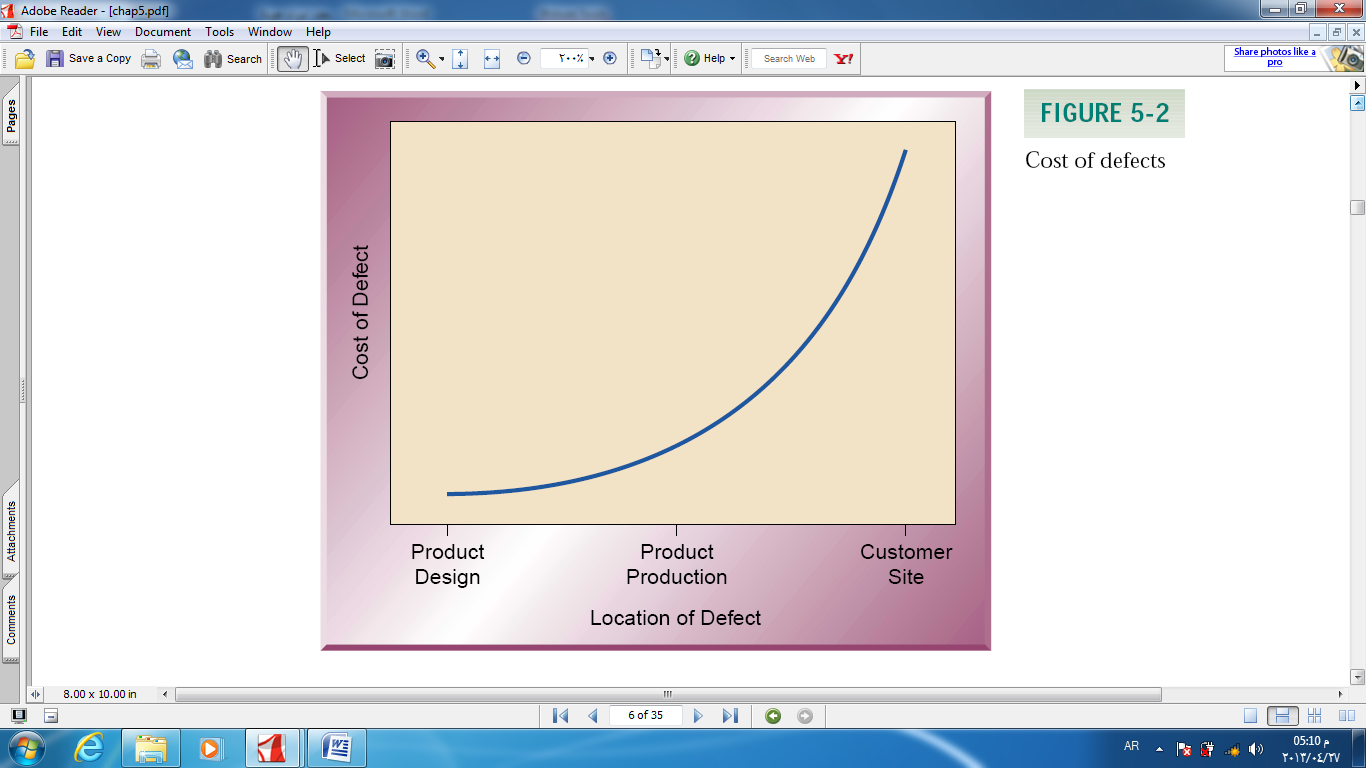 Adobe Reader - [chap5.pdf]
File Edit View Document Tools Window Help
Save a Copy Search Select ٢٠٠% Help Search Web Y!
Share photos like a
pro
Pages
FIGURE 5-2
Cost of defects
Cost of Defect
Product
Design
Product
Production
Customer
Site
Location of Defect
Attachments
Comments
8.00 x 10.00 in
6 of 35
AR
05:10 م
٢٠١٣/٠٤/٢٧